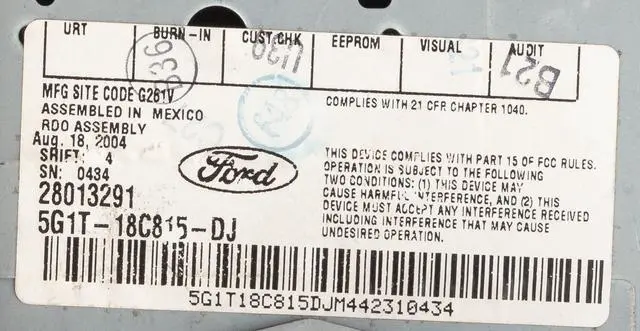 URT BURN-IN CUST.CHK EEPROM VISUAL AUDIT
B36 U39 21 B21
MFG SITE CODE G261V
ASSEMBLED IN MEXICO
RDO ASSEMBLY
Aug. 18, 2004
SHIFT: 4
SN: 0434
28013291
5G1T-18C815-DJ
Ford
COMPLIES WITH 21 CFR CHAPTER 1040.
THIS DEVICE COMPLIES WITH PART 15 OF FCC RULES.
OPERATION IS SUBJECT TO THE FOLLOWING
TWO CONDITIONS: (1) THIS DEVICE MAY
CAUSE HARMFUL INTERFERENCE, AND (2) THIS
DEVICE MUST ACCEPT ANY INTERFERENCE RECEIVED
INCLUDING INTERFERENCE THAT MAY CAUSE
UNDESIRED OPERATION.
5G1T18C815DJM442310434